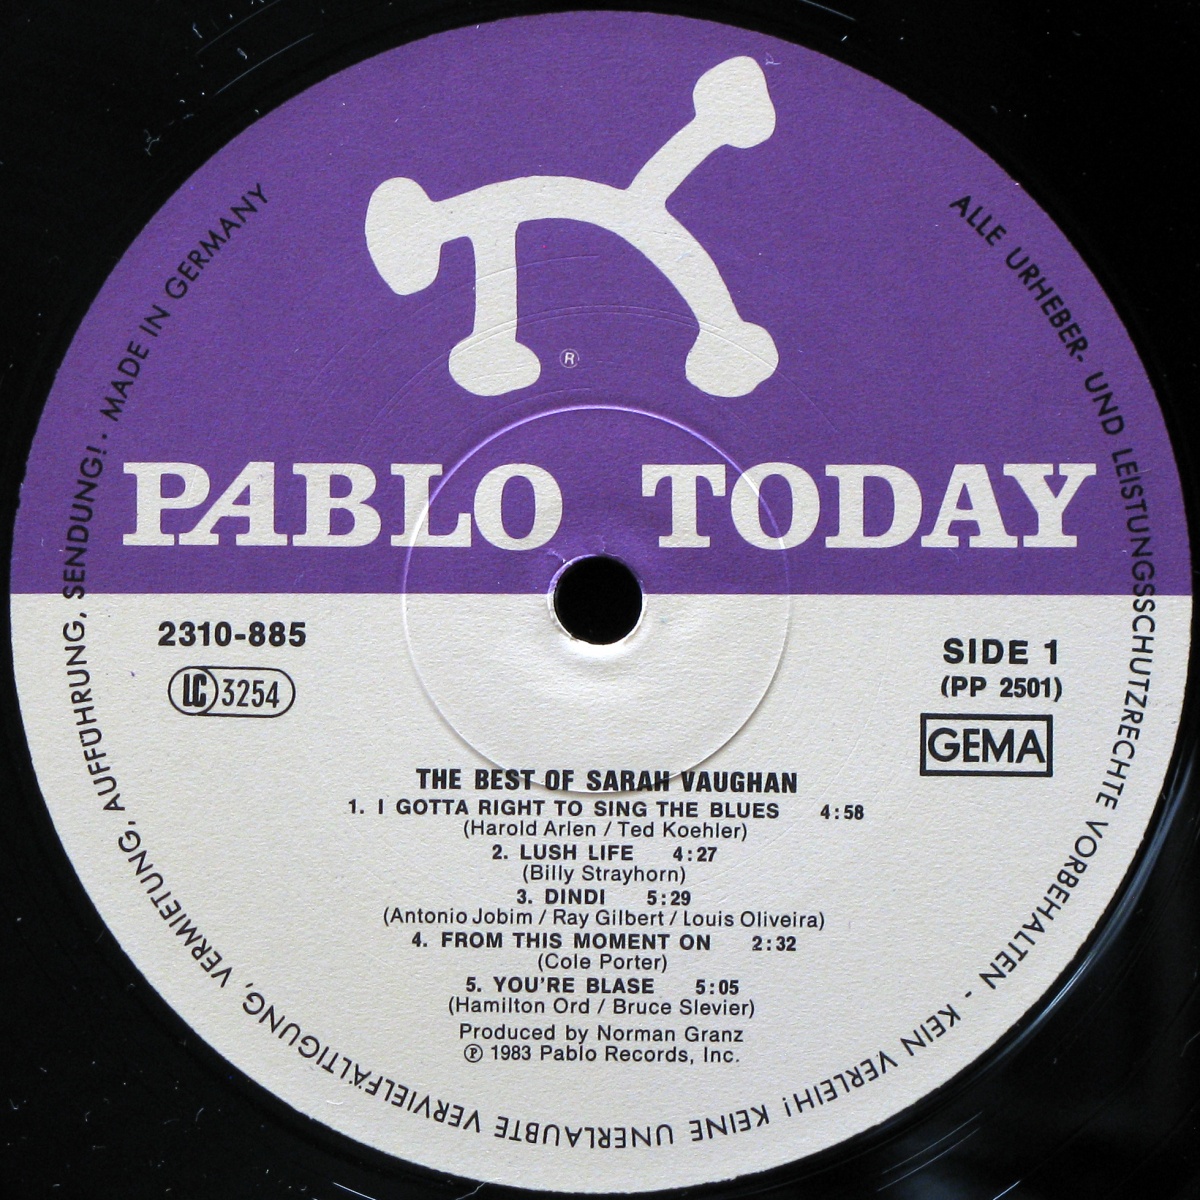 ®
PABLO TODAY
2310-885
LC 3254
SIDE 1
(PP 2501)
GEMA
THE BEST OF SARAH VAUGHAN
1. I GOTTA RIGHT TO SING THE BLUES 4:58
(Harold Arlen / Ted Koehler)
2. LUSH LIFE 4:27
(Billy Strayhorn)
3. DINDI 5:29
(Antonio Jobim / Ray Gilbert / Louis Oliveira)
4. FROM THIS MOMENT ON 2:32
(Cole Porter)
5. YOU'RE BLASE 5:05
(Hamilton Ord / Bruce Slevier)
Produced by Norman Granz
℗ 1983 Pablo Records, Inc.
ALLE URHEBER- UND LEISTUNGSSCHUTZRECHTE VORBEHALTEN - KEIN VERLEIH! KEINE UNERLAUBTE VERVIELFÄLTIGUNG, VERMIETUNG, AUFFÜHRUNG, SENDUNG! · MADE IN GERMANY